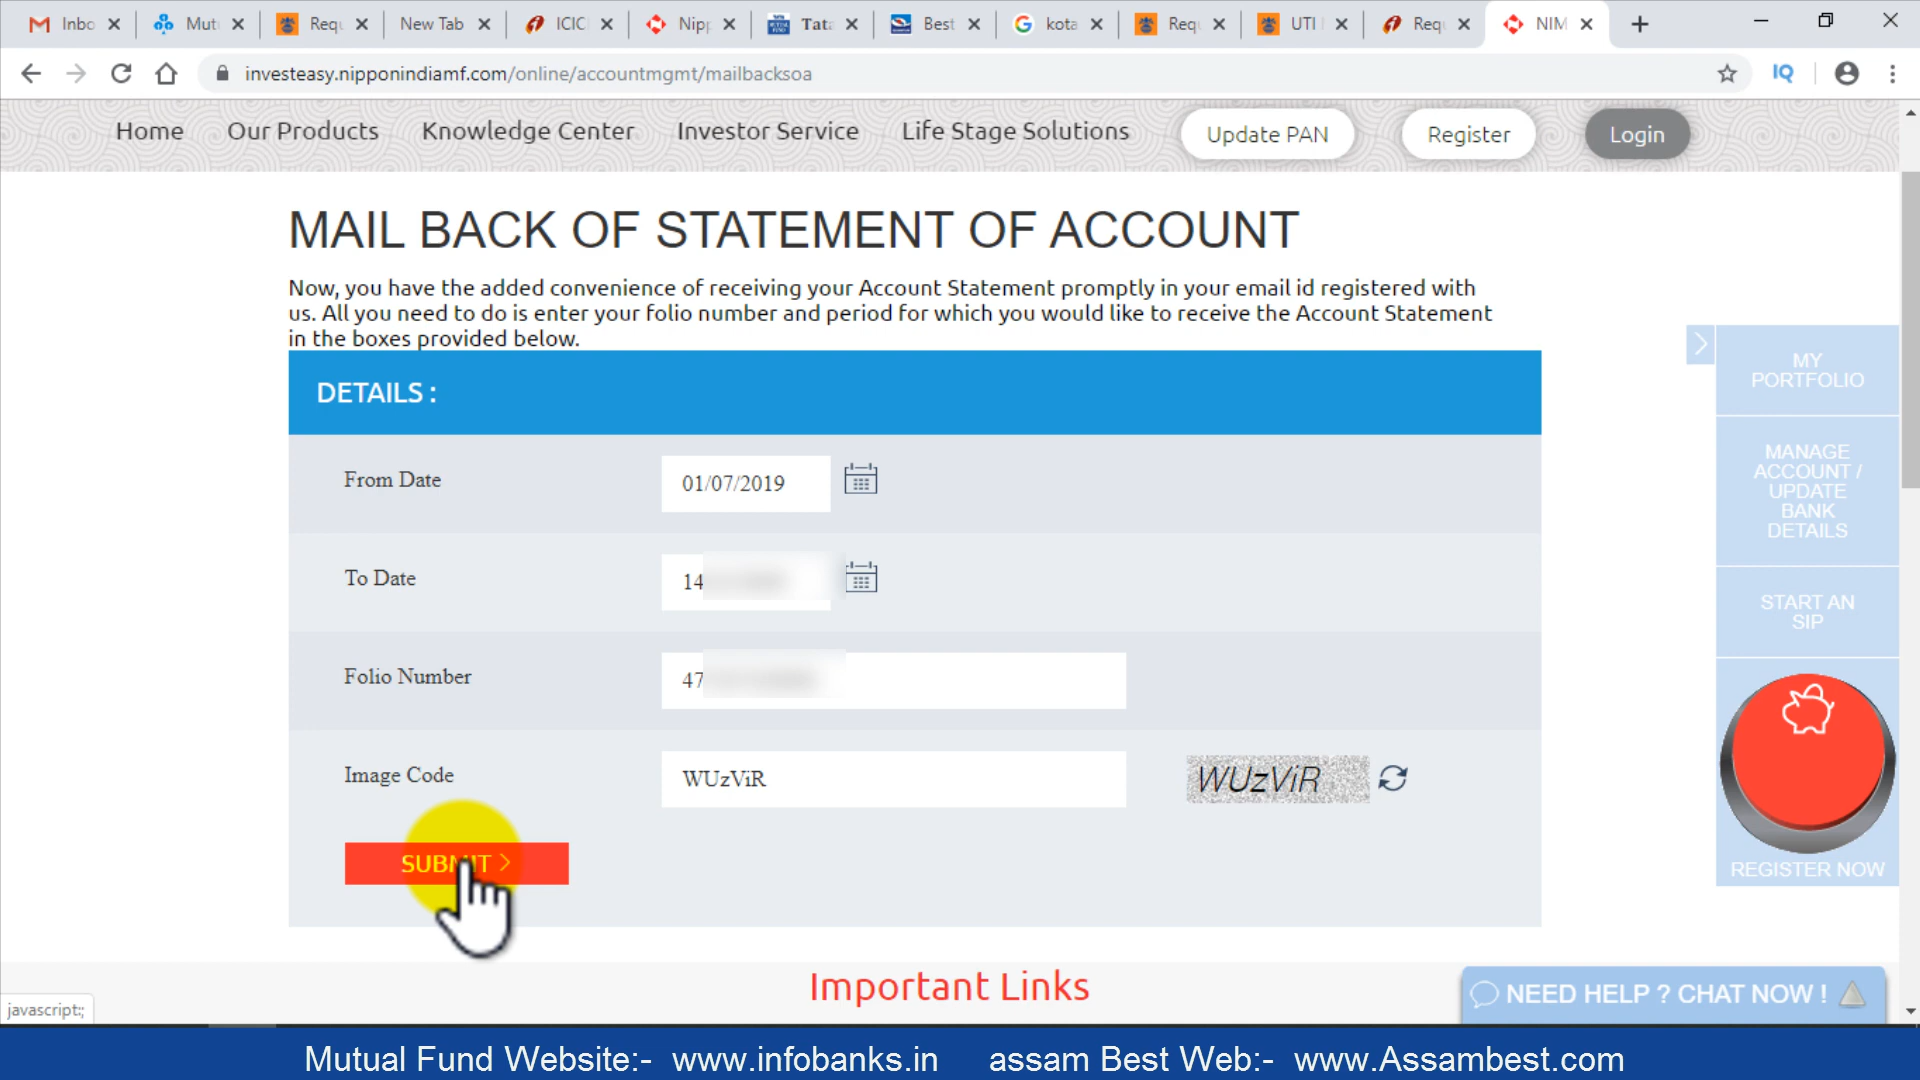 Inbo
Mut
Requ
New Tab
ICIC
Nipp
Tata
Best
kota
Requ
UTI
Requ
NIM
investeasy.nipponindiamf.com/online/accountmgmt/mailbacksoa
IQ
Home Our Products Knowledge Center Investor Service Life Stage Solutions Update PAN Register Login
MAIL BACK OF STATEMENT OF ACCOUNT
Now, you have the added convenience of receiving your Account Statement promptly in your email id registered with
us. All you need to do is enter your folio number and period for which you would like to receive the Account Statement
in the boxes provided below.
DETAILS :
From Date 01/07/2019
To Date 14
Folio Number 47
Image Code WUzViR WUzViR
SUBMIT >
MY
PORTFOLIO
MANAGE
ACCOUNT /
UPDATE
BANK
DETAILS
START AN
SIP
REGISTER NOW
Important Links
NEED HELP ? CHAT NOW !
javascript:;
Mutual Fund Website:- www.infobanks.in assam Best Web:- www.Assambest.com